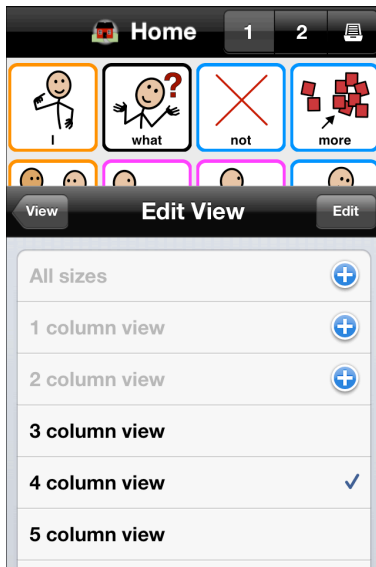 Home 1 2
I what not more
View Edit View Edit
All sizes
1 column view
2 column view
3 column view
4 column view
5 column view